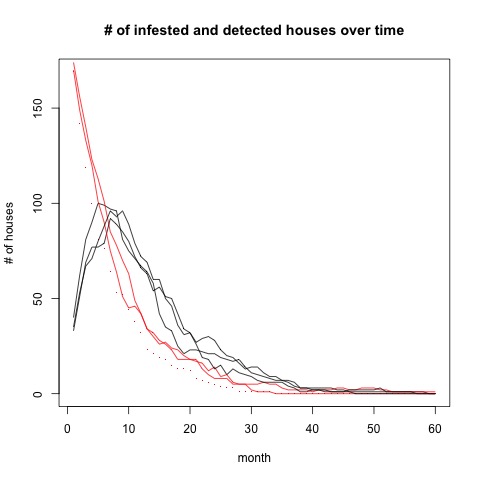 # of infested and detected houses over time
# of houses
150
100
50
0
0 10 20 30 40 50 60
month